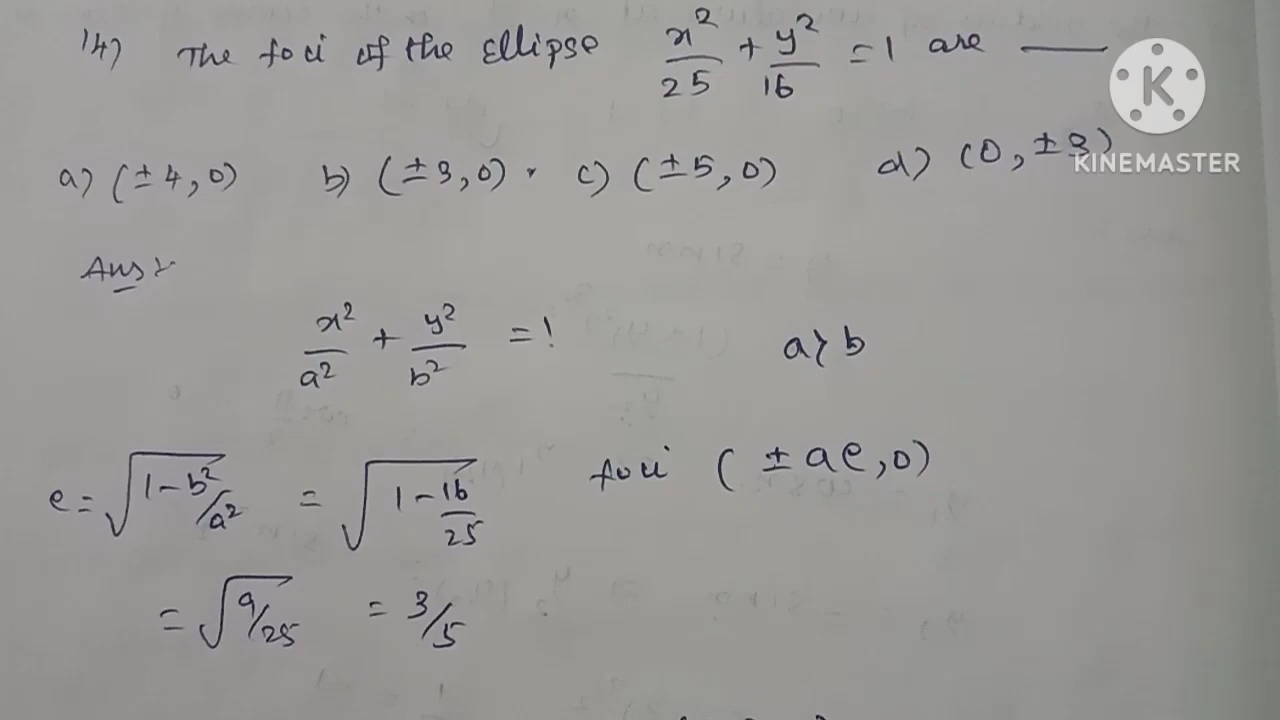 14) The foci of the Ellipse x²/25 + y²/16 = 1 are ___
a) (±4,0) b) (±3,0) . c) (±5,0) d) (0,±3)
KINEMASTER
Ans:
x²/a² + y²/b² = 1 a > b
e = √(1-b²/a²) = √(1-16/25) foci (±ae,0)
= √(9/25) = 3/5